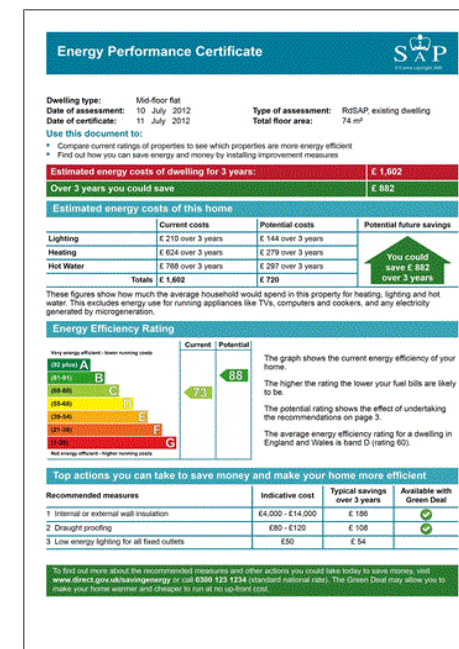 Energy Performance Certificate
SAP
© Crown copyright 2009
Dwelling type: Mid-floor flat
Date of assessment: 10 July 2012 Type of assessment: RdSAP, existing dwelling
Date of certificate: 11 July 2012 Total floor area: 74 m²
Use this document to:
• Compare current ratings of properties to see which properties are more energy efficient
• Find out how you can save energy and money by installing improvement measures
Estimated energy costs of dwelling for 3 years: £ 1,602
Over 3 years you could save £ 882
Estimated energy costs of this home
Current costs Potential costs Potential future savings
Lighting £ 210 over 3 years £ 144 over 3 years
Heating £ 624 over 3 years £ 279 over 3 years
Hot Water £ 768 over 3 years £ 297 over 3 years
Totals £ 1,602 £ 720
You could
save £ 882
over 3 years
These figures show how much the average household would spend in this property for heating, lighting and hot
water. This excludes energy use for running appliances like TVs, computers and cookers, and any electricity
generated by microgeneration.
Energy Efficiency Rating
Current Potential
Very energy efficient - lower running costs
(92 plus) A
(81-91) B
(69-80) C
(55-68) D
(39-54) E
(21-38) F
(1-20) G
Not energy efficient - higher running costs
73
88
The graph shows the current energy efficiency of your
home.
The higher the rating the lower your fuel bills are likely
to be.
The potential rating shows the effect of undertaking
the recommendations on page 3.
The average energy efficiency rating for a dwelling in
England and Wales is band D (rating 60).
Top actions you can take to save money and make your home more efficient
Recommended measures Indicative cost Typical savings over 3 years Available with Green Deal
1 Internal or external wall insulation £4,000 - £14,000 £ 186
2 Draught proofing £80 - £120 £ 108
3 Low energy lighting for all fixed outlets £50 £ 54
To find out more about the recommended measures and other actions you could take today to save money, visit
www.direct.gov.uk/savingenergy or call 0300 123 1234 (standard national rate). The Green Deal may allow you to
make your home warmer and cheaper to run at no up-front cost.